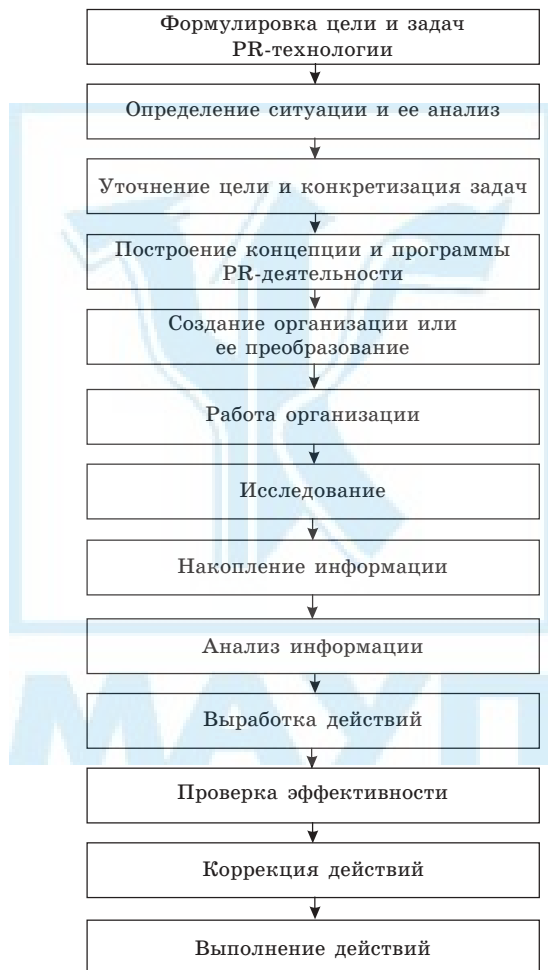 Формулировка цели и задач
PR-технологии
Определение ситуации и ее анализ
Уточнение цели и конкретизация задач
Построение концепции и программы
PR-деятельности
Создание организации или
ее преобразование
Работа организации
Исследование
Накопление информации
Анализ информации
МАУП
Выработка действий
Проверка эффективности
Коррекция действий
Выполнение действий